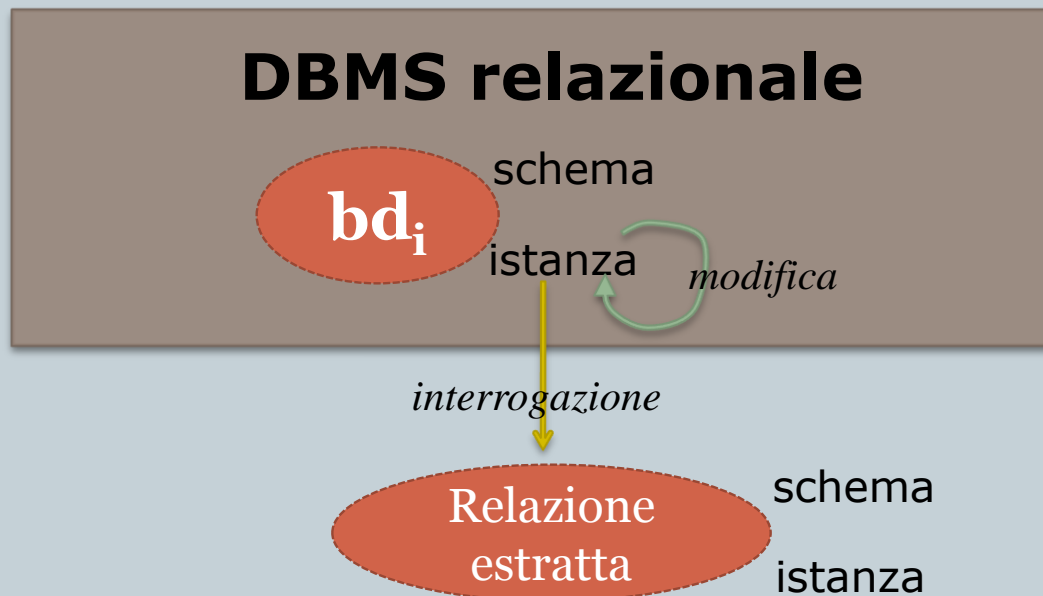 DBMS relazionale
schema
bdi
istanza
modifica
interrogazione
Relazione
estratta
schema
istanza